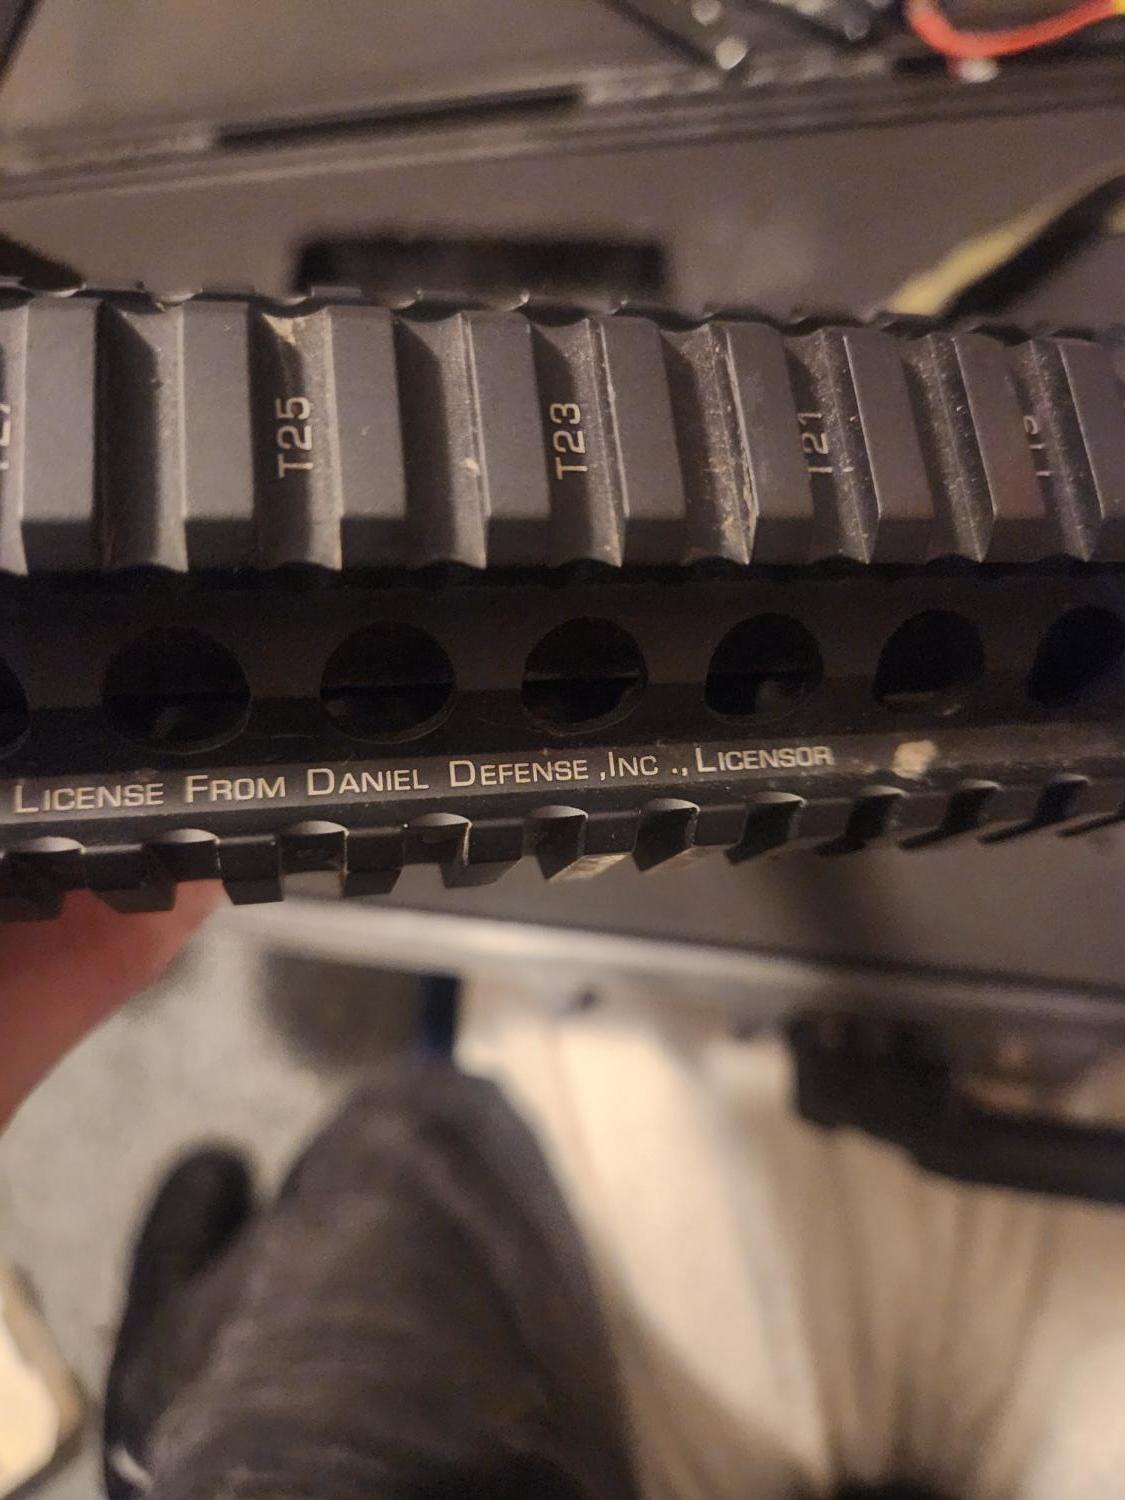 T25
T23
T21
LICENSE FROM DANIEL DEFENSE ,INC ., LICENSOR